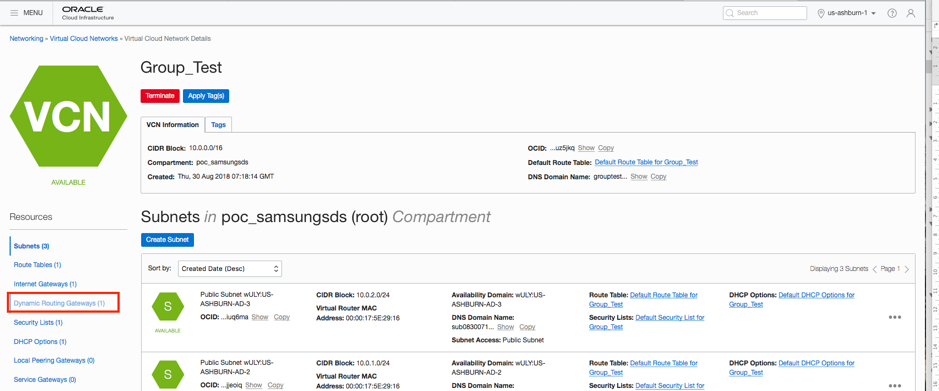 MENU
ORACLE
Cloud Infrastructure
Search
us-ashburn-1
Networking » Virtual Cloud Networks » Virtual Cloud Network Details
VCN
AVAILABLE
Group_Test
Terminate
Apply Tag(s)
VCN Information
Tags
CIDR Block: 10.0.0.0/16
Compartment: poc_samsungsds
Created: Thu, 30 Aug 2018 07:18:14 GMT
OCID: ...uz5jkq Show Copy
Default Route Table: Default Route Table for Group_Test
DNS Domain Name: grouptest... Show Copy
Resources
Subnets (3)
Route Tables (1)
Internet Gateways (1)
Dynamic Routing Gateways (1)
Security Lists (1)
DHCP Options (1)
Local Peering Gateways (0)
Service Gateways (0)
Subnets in poc_samsungsds (root) Compartment
Create Subnet
Sort by: Created Date (Desc)
Displaying 3 Subnets
Page 1
S
AVAILABLE
Public Subnet wULY:US-
ASHBURN-AD-3
OCID: ...iuq6ma Show Copy
CIDR Block: 10.0.2.0/24
Virtual Router MAC
Address: 00:00:17:5E:29:16
Availability Domain: wULY:US-
ASHBURN-AD-3
DNS Domain Name:
sub0830071... Show Copy
Subnet Access: Public Subnet
Route Table: Default Route Table for
Group_Test
Security Lists: Default Security List for
Group_Test
DHCP Options: Default DHCP Options for
Group_Test
S
Public Subnet wULY:US-
ASHBURN-AD-2
OCID: ...jjeoiq Show Copy
CIDR Block: 10.0.1.0/24
Virtual Router MAC
Address: 00:00:17:5E:29:16
Availability Domain: wULY:US-
ASHBURN-AD-2
DNS Domain Name:
Route Table: Default Route Table for
Group_Test
Security Lists: Default Security List for
DHCP Options: Default DHCP Options for
Group_Test